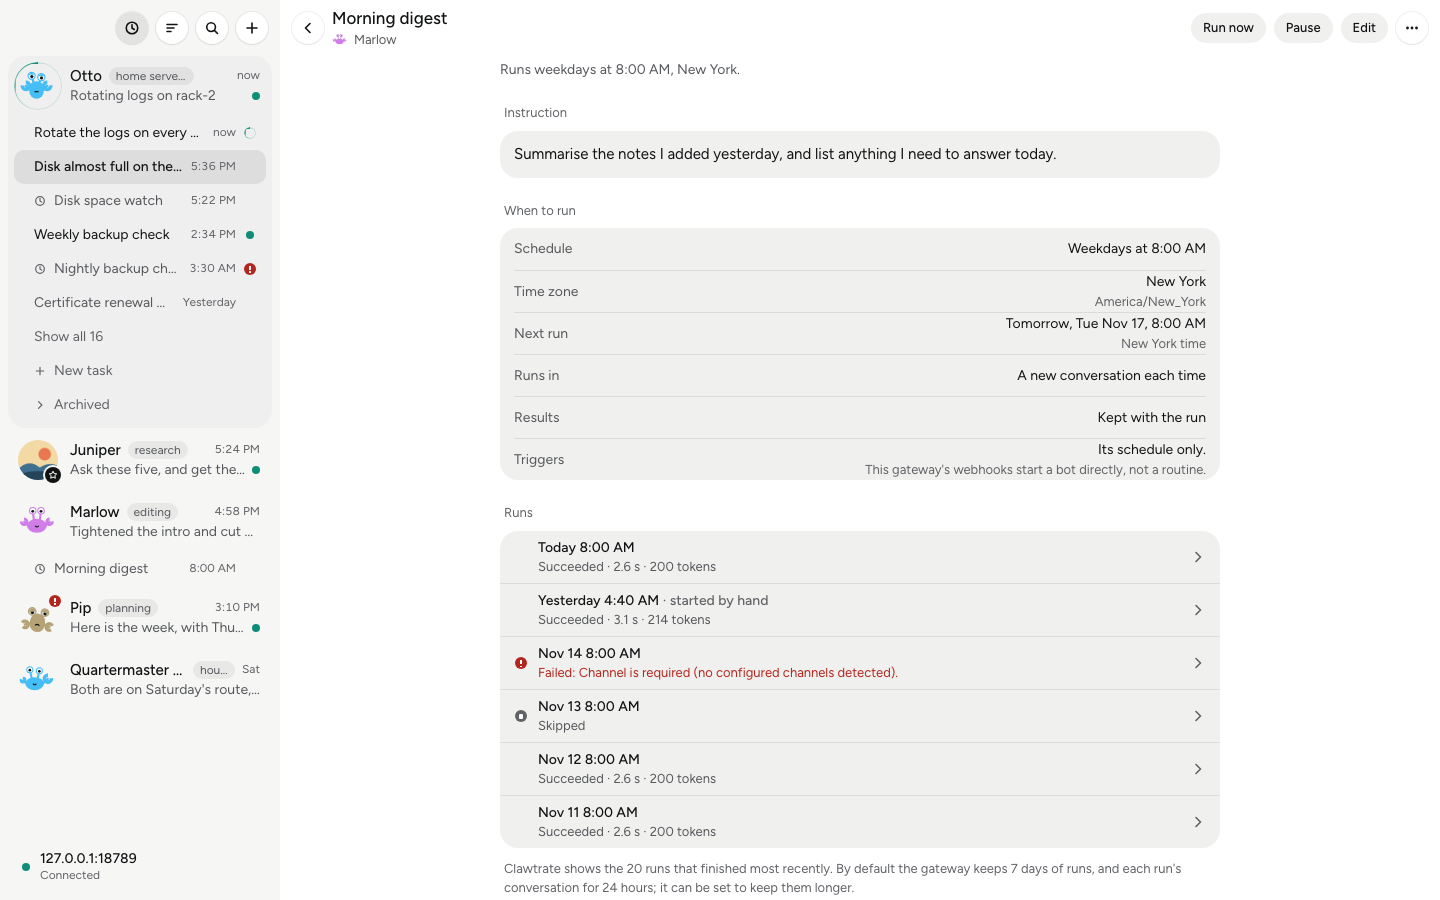 Otto home serve... now
Rotating logs on rack-2
Rotate the logs on every ... now
Disk almost full on the... 5:36 PM
Disk space watch 5:22 PM
Weekly backup check 2:34 PM
Nightly backup ch... 3:30 AM
Certificate renewal ... Yesterday
Show all 16
New task
Archived
Juniper research 5:24 PM
Ask these five, and get the...
Marlow editing 4:58 PM
Tightened the intro and cut ...
Morning digest 8:00 AM
Pip planning 3:10 PM
Here is the week, with Thu...
Quartermaster ... hou... Sat
Both are on Saturday's route,...
127.0.0.1:18789
Connected
Morning digest
Marlow
Run now Pause Edit
Runs weekdays at 8:00 AM, New York.
Instruction
Summarise the notes I added yesterday, and list anything I need to answer today.
When to run
Schedule Weekdays at 8:00 AM
Time zone New York
America/New_York
Next run Tomorrow, Tue Nov 17, 8:00 AM
New York time
Runs in A new conversation each time
Results Kept with the run
Triggers Its schedule only.
This gateway's webhooks start a bot directly, not a routine.
Runs
Today 8:00 AM
Succeeded · 2.6 s · 200 tokens
Yesterday 4:40 AM · started by hand
Succeeded · 3.1 s · 214 tokens
Nov 14 8:00 AM
Failed: Channel is required (no configured channels detected).
Nov 13 8:00 AM
Skipped
Nov 12 8:00 AM
Succeeded · 2.6 s · 200 tokens
Nov 11 8:00 AM
Succeeded · 2.6 s · 200 tokens
Clawtrate shows the 20 runs that finished most recently. By default the gateway keeps 7 days of runs, and each run's
conversation for 24 hours; it can be set to keep them longer.